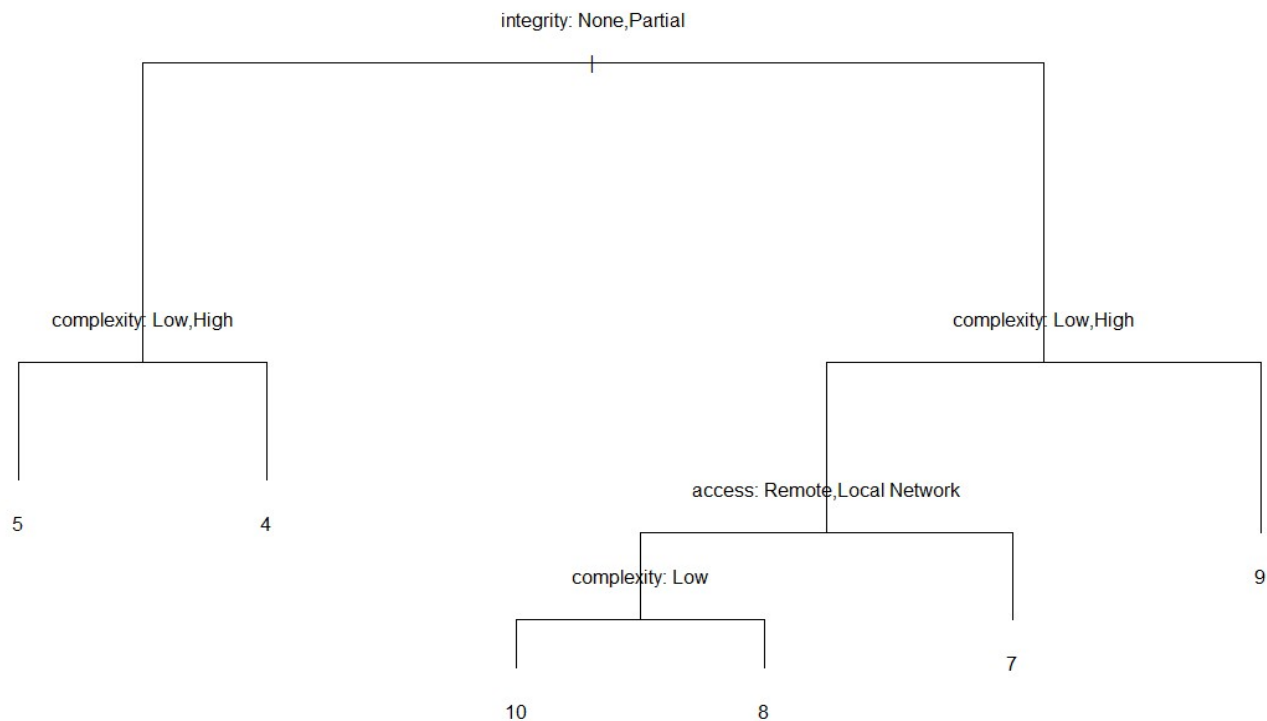 integrity: None,Partial
complexity: Low,High
complexity: Low,High
access: Remote,Local Network
5
4
complexity: Low
9
7
10
8